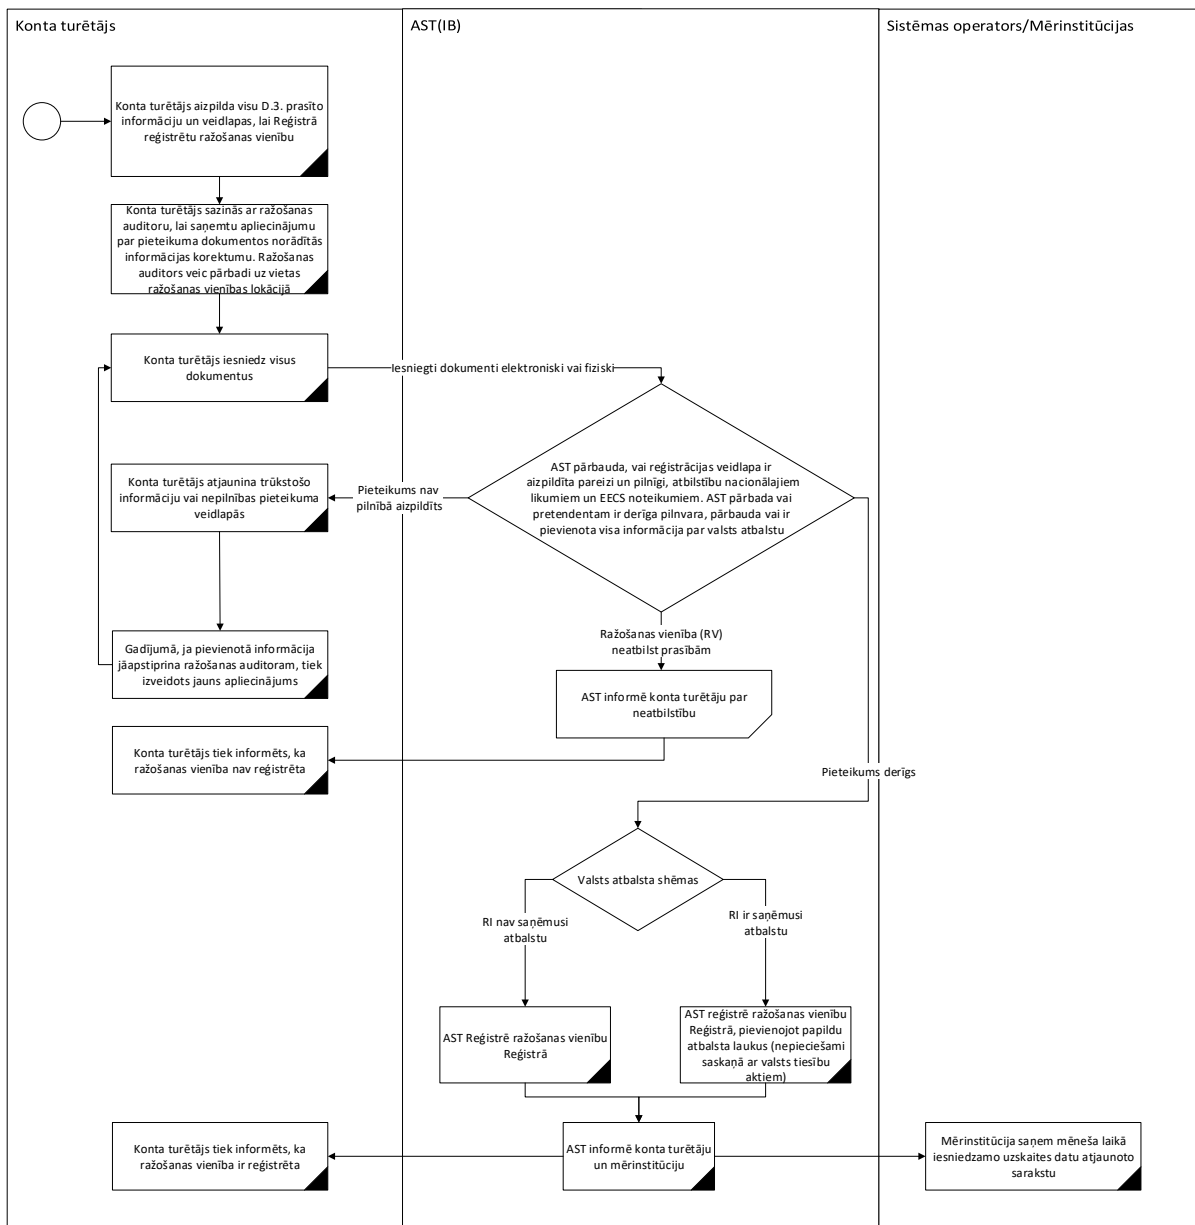 Konta turētājs
AST(IB)
Sistēmas operators/Mērinstitūcijas
Konta turētājs aizpilda visu D.3. prasīto
informāciju un veidlapas, lai Reģistrā
reģistrētu ražošanas vienību
Konta turētājs sazinās ar ražošanas
auditoru, lai saņemtu apliecinājumu
par pieteikuma dokumentos norādītās
informācijas korektumu. Ražošanas
auditors veic pārbadi uz vietas
ražošanas vienības lokācijā
Konta turētājs iesniedz visus
dokumentus
Iesniegti dokumenti elektroniski vai fiziski
AST pārbauda, vai reģistrācijas veidlapa ir
aizpildīta pareizi un pilnīgi, atbilstību nacionālajiem
likumiem un EECS noteikumiem. AST pārbada vai
pretendentam ir derīga pilnvara, pārbauda vai ir
pievienota visa informācija par valsts atbalstu
Pieteikums nav
pilnībā aizpildīts
Konta turētājs atjaunina trūkstošo
informāciju vai nepilnības pieteikuma
veidlapās
Gadījumā, ja pievienotā informācija
jāapstiprina ražošanas auditoram, tiek
izveidots jauns apliecinājums
Ražošanas vienība (RV)
neatbilst prasībām
AST informē konta turētāju par
neatbilstību
Konta turētājs tiek informēts, ka
ražošanas vienība nav reģistrēta
Pieteikums derīgs
Valsts atbalsta shēmas
RI nav saņēmusi
atbalstu
RI ir saņēmusi
atbalstu
AST Reģistrē ražošanas vienību
Reģistrā
AST reģistrē ražošanas vienību
Reģistrā, pievienojot papildu
atbalsta laukus (nepieciešami
saskaņā ar valsts tiesību
aktiem)
Konta turētājs tiek informēts, ka
ražošanas vienība ir reģistrēta
AST informē konta turētāju
un mērinstitūciju
Mērinstitūcija saņem mēneša laikā
iesniedzamo uzskaites datu atjaunoto
sarakstu